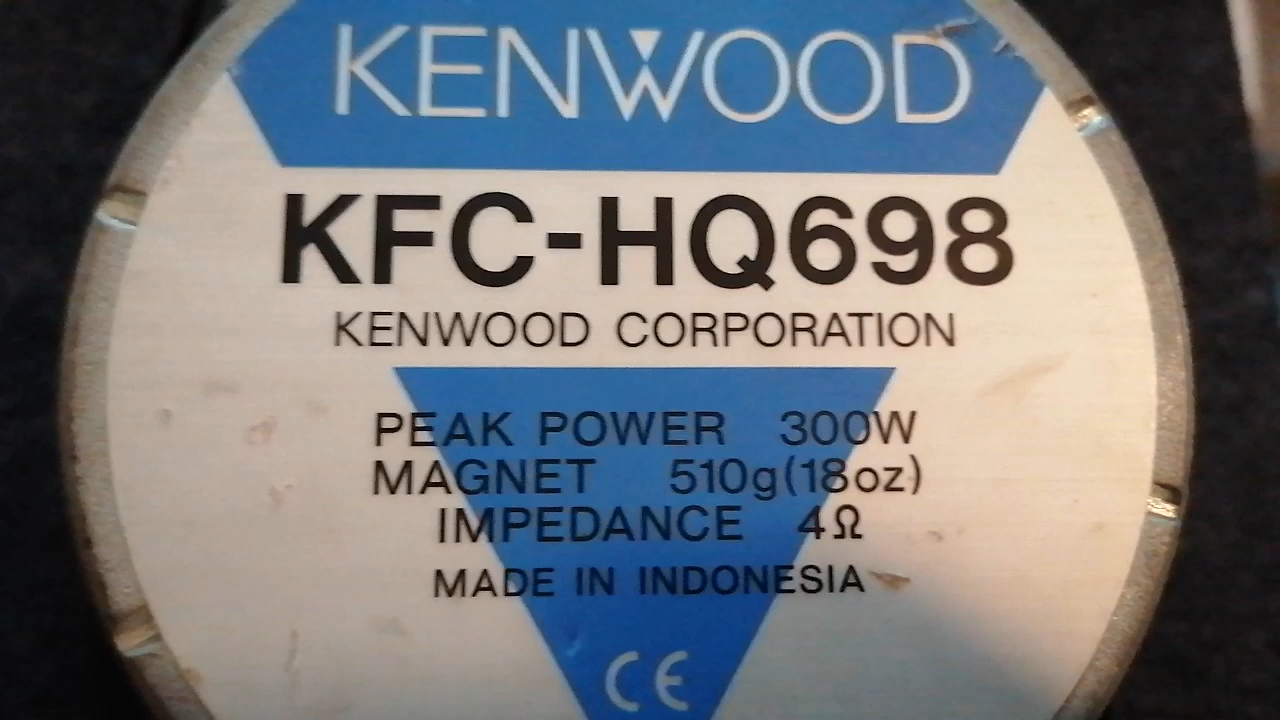 KENWOOD
KFC-HQ698
KENWOOD CORPORATION
PEAK POWER 300W
MAGNET 510g(18oz)
IMPEDANCE 4Ω
MADE IN INDONESIA
CE